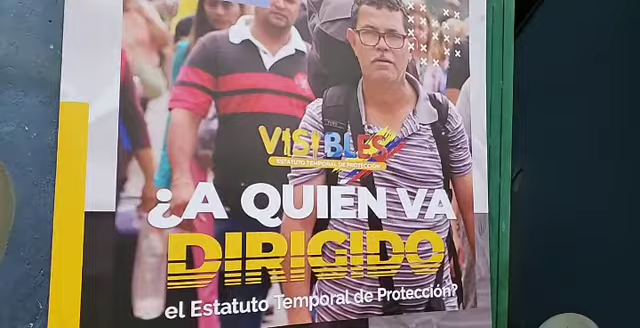 VISIBLES
ESTATUTO TEMPORAL DE PROTECCIÓN
¿A QUIÉN VA
DIRIGIDO
el Estatuto Temporal de Protección?